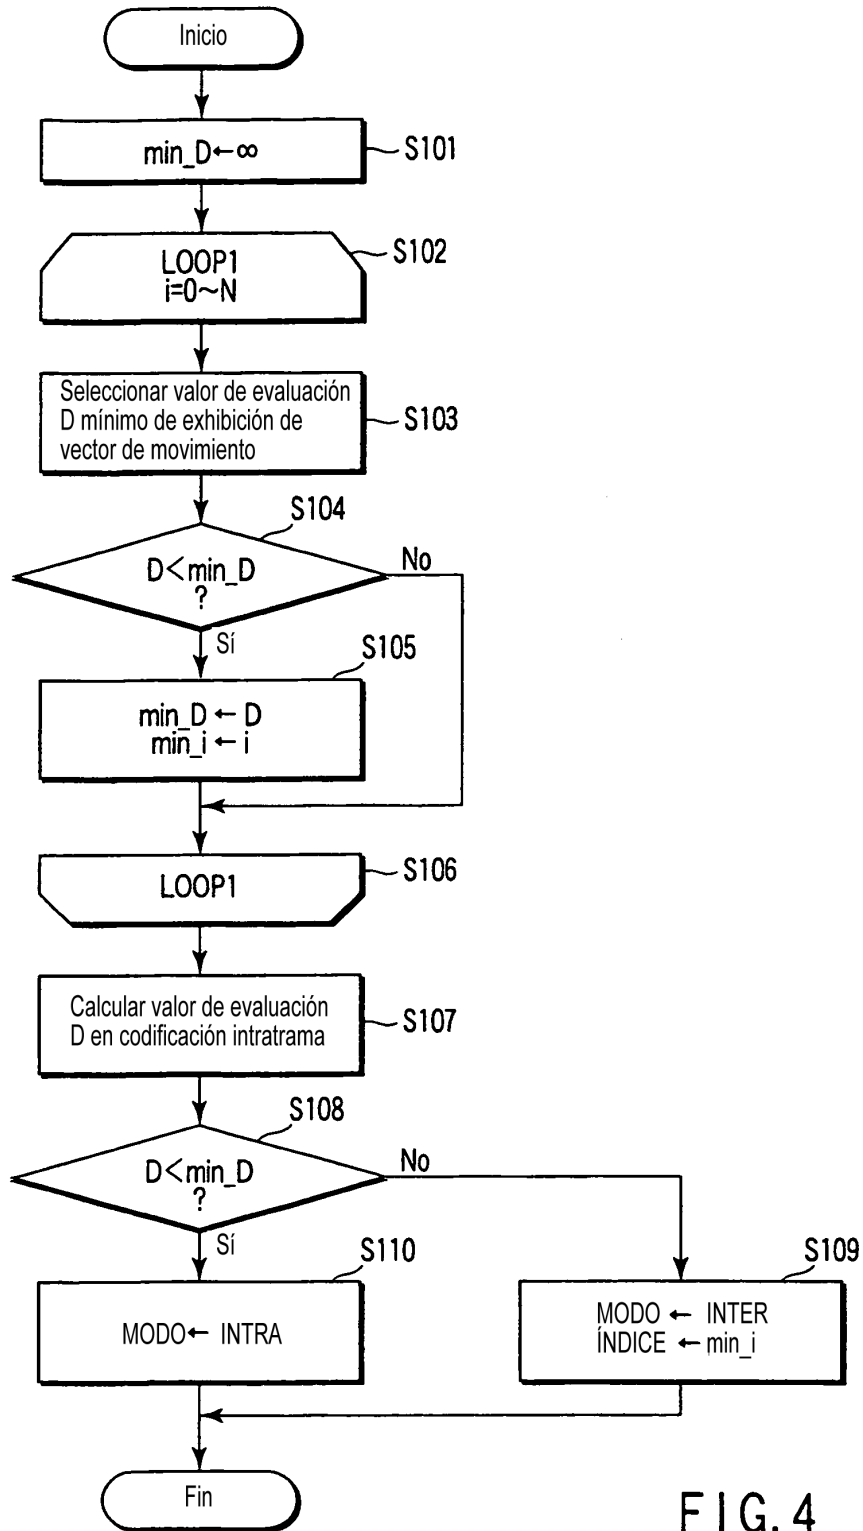 Inicio
min_D←∞
S101
LOOP1
i=0~N
S102
Seleccionar valor de evaluación
D mínimo de exhibición de
vector de movimiento
S103
S104
D<min_D
?
No
Sí
S105
min_D ← D
min_i ← i
LOOP1
S106
Calcular valor de evaluación
D en codificación intratrama
S107
S108
D<min_D
?
No
Sí
S110
MODO← INTRA
S109
MODO ← INTER
ÍNDICE ← min_i
Fin
FIG. 4